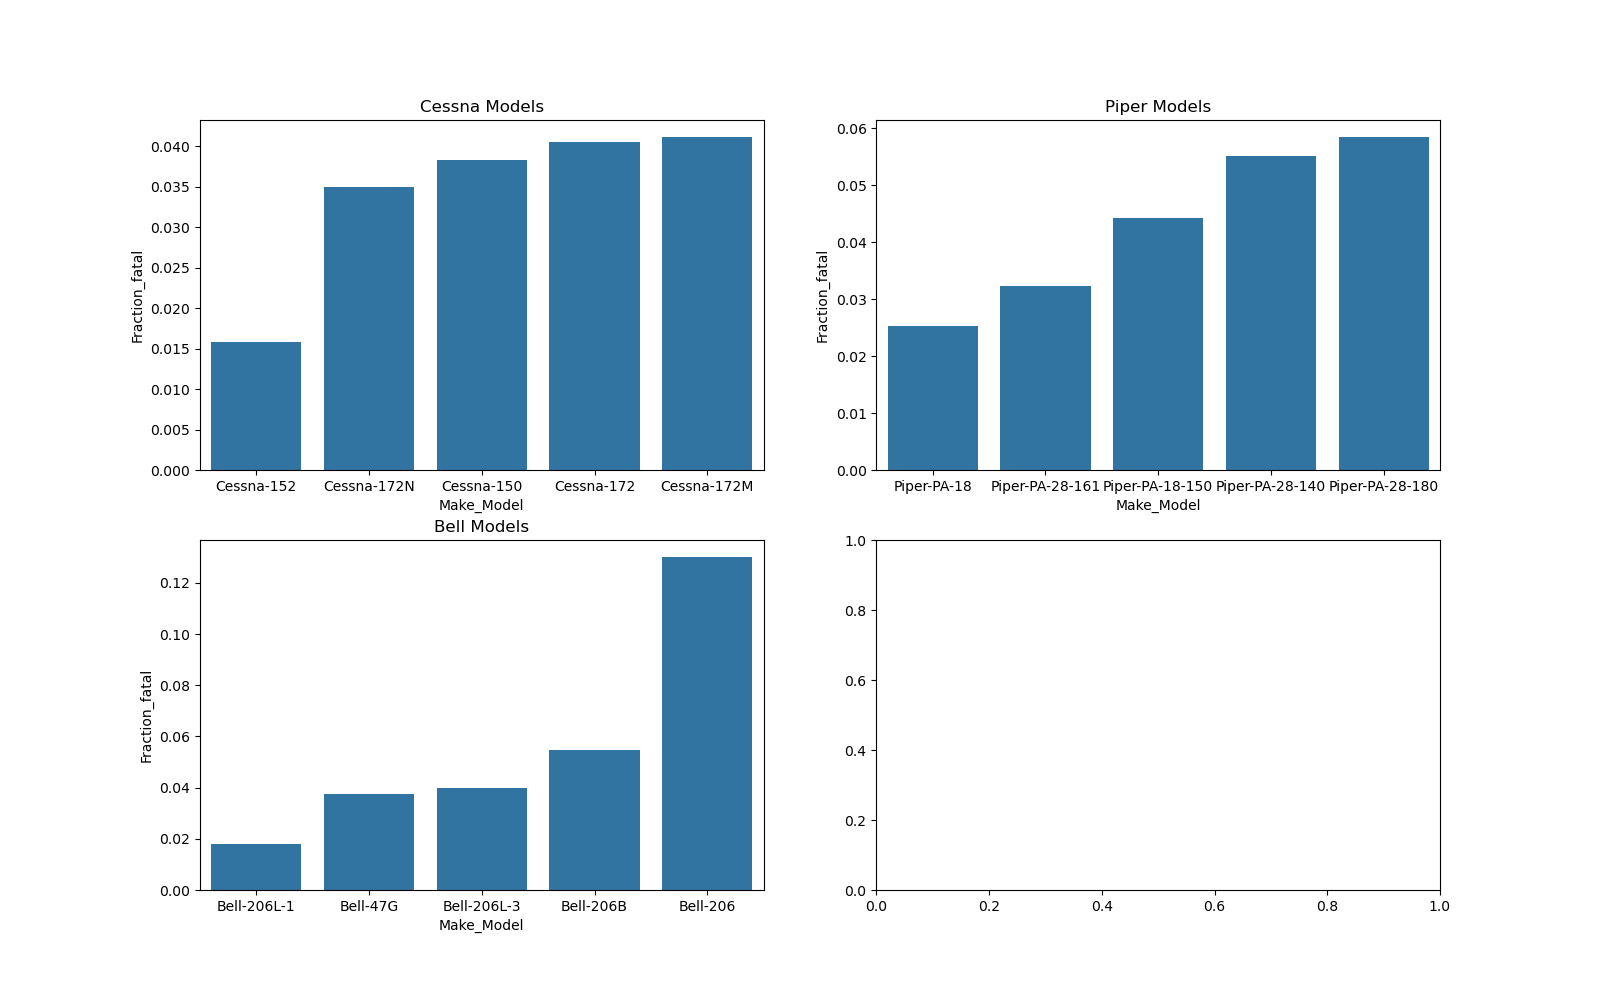 Cessna Models
Fraction_fatal
0.040
0.035
0.030
0.025
0.020
0.015
0.010
0.005
0.000
Cessna-152 Cessna-172N Cessna-150 Cessna-172 Cessna-172M
Make_Model
Piper Models
Fraction_fatal
0.06
0.05
0.04
0.03
0.02
0.01
0.00
Piper-PA-18 Piper-PA-28-161 Piper-PA-18-150 Piper-PA-28-140 Piper-PA-28-180
Make_Model
Bell Models
Fraction_fatal
0.12
0.10
0.08
0.06
0.04
0.02
0.00
Bell-206L-1 Bell-47G Bell-206L-3 Bell-206B Bell-206
Make_Model
1.0
0.8
0.6
0.4
0.2
0.0
0.0 0.2 0.4 0.6 0.8 1.0